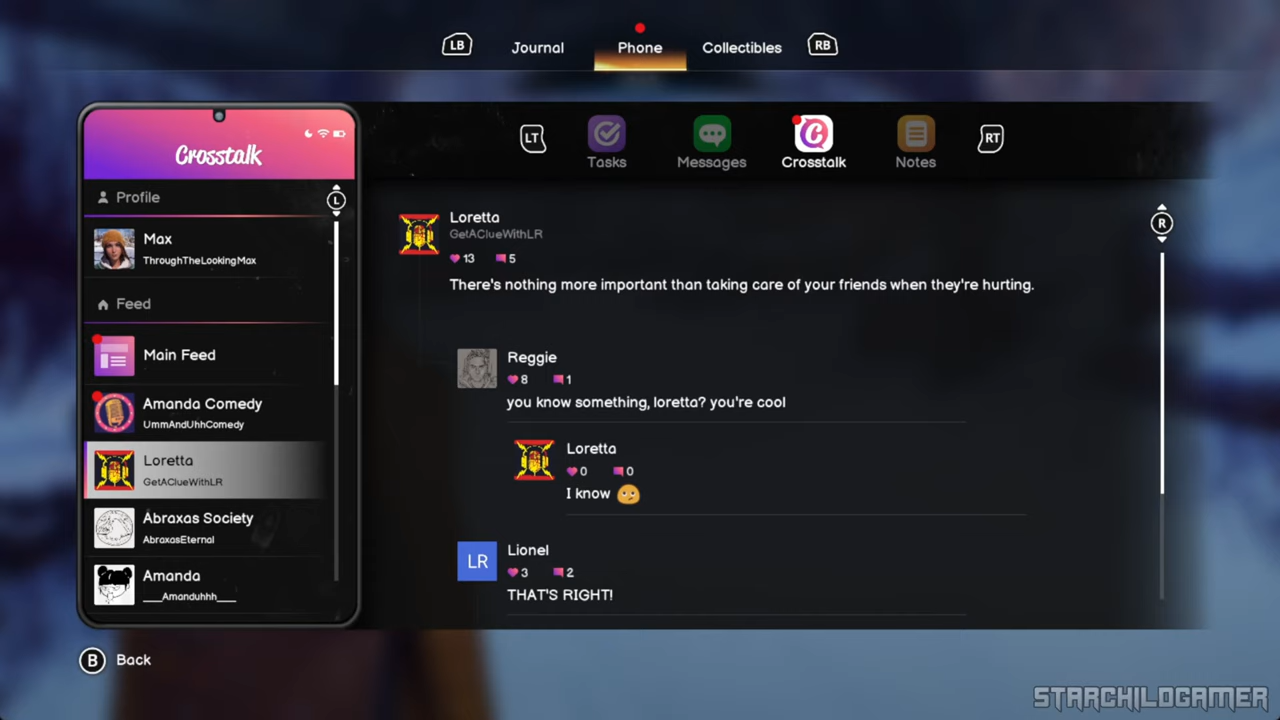 LB
Journal
Phone
Collectibles
RB
Crosstalk
LT
Tasks
Messages
Crosstalk
Notes
RT
Profile
L
Max
ThroughTheLookingMax
Feed
Main Feed
Amanda Comedy
UmmAndUhhComedy
Loretta
GetAClueWithLR
Abraxas Society
AbraxasEternal
Amanda
___Amanduhhh___
R
Loretta
GetAClueWithLR
13 5
There's nothing more important than taking care of your friends when they're hurting.
Reggie
8 1
you know something, loretta? you're cool
Loretta
0 0
I know
LR
Lionel
3 2
THAT'S RIGHT!
B Back
STARCHILDGAMER